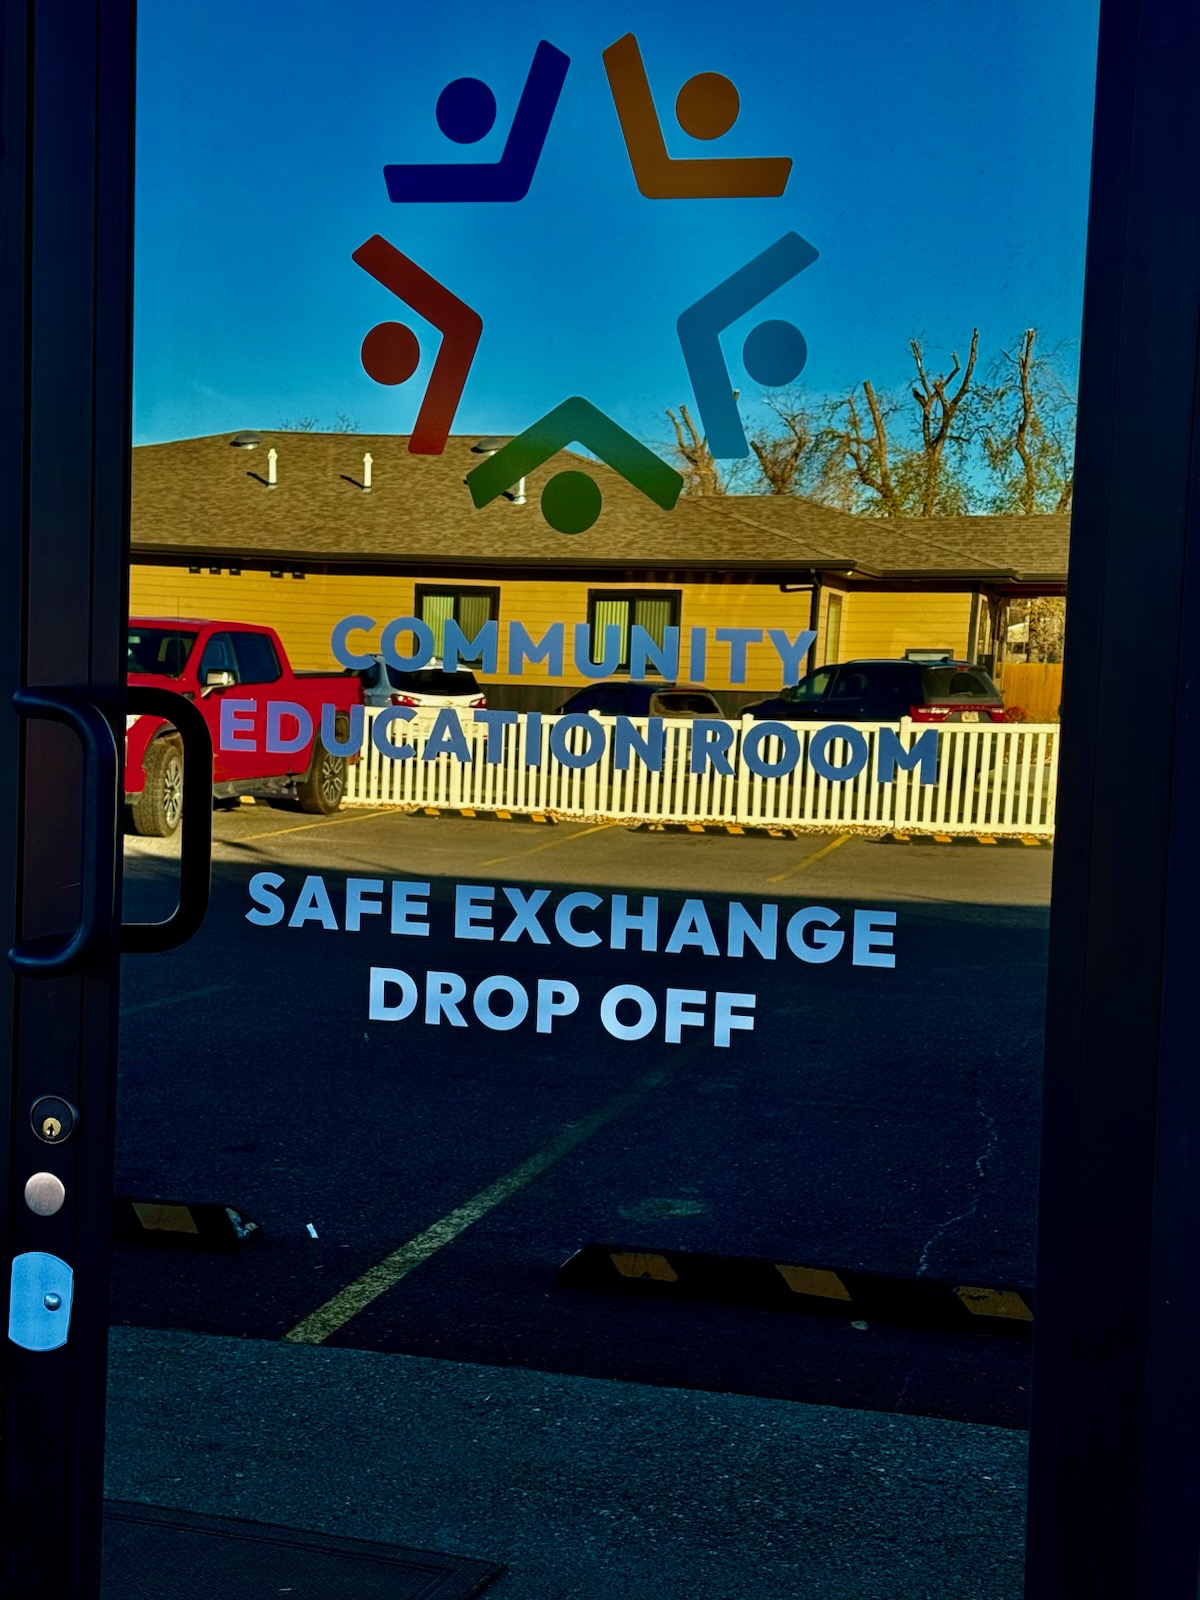 COMMUNITY
EDUCATION ROOM
SAFE EXCHANGE
DROP OFF